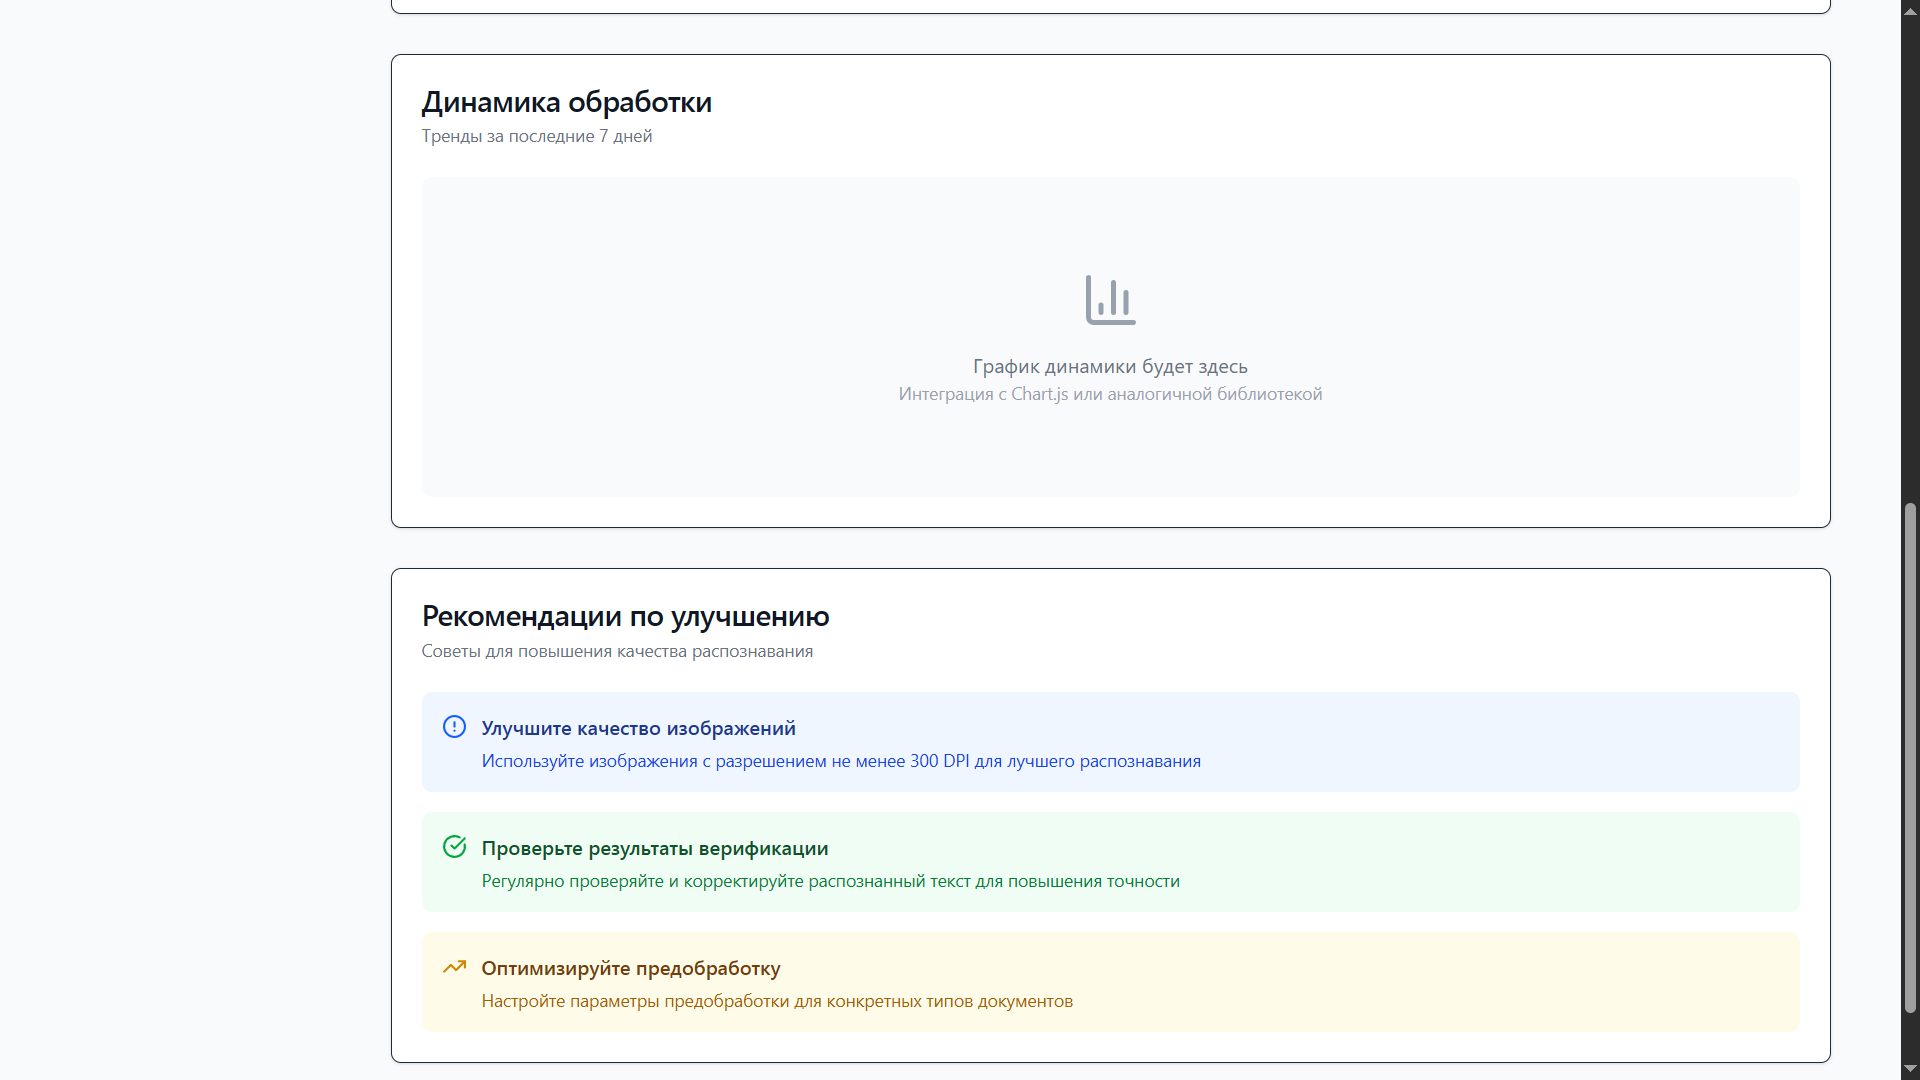 Динамика обработки
Тренды за последние 7 дней
График динамики будет здесь
Интеграция с Chart.js или аналогичной библиотекой
Рекомендации по улучшению
Советы для повышения качества распознавания
Улучшите качество изображений
Используйте изображения с разрешением не менее 300 DPI для лучшего распознавания
Проверьте результаты верификации
Регулярно проверяйте и корректируйте распознанный текст для повышения точности
Оптимизируйте предобработку
Настройте параметры предобработки для конкретных типов документов